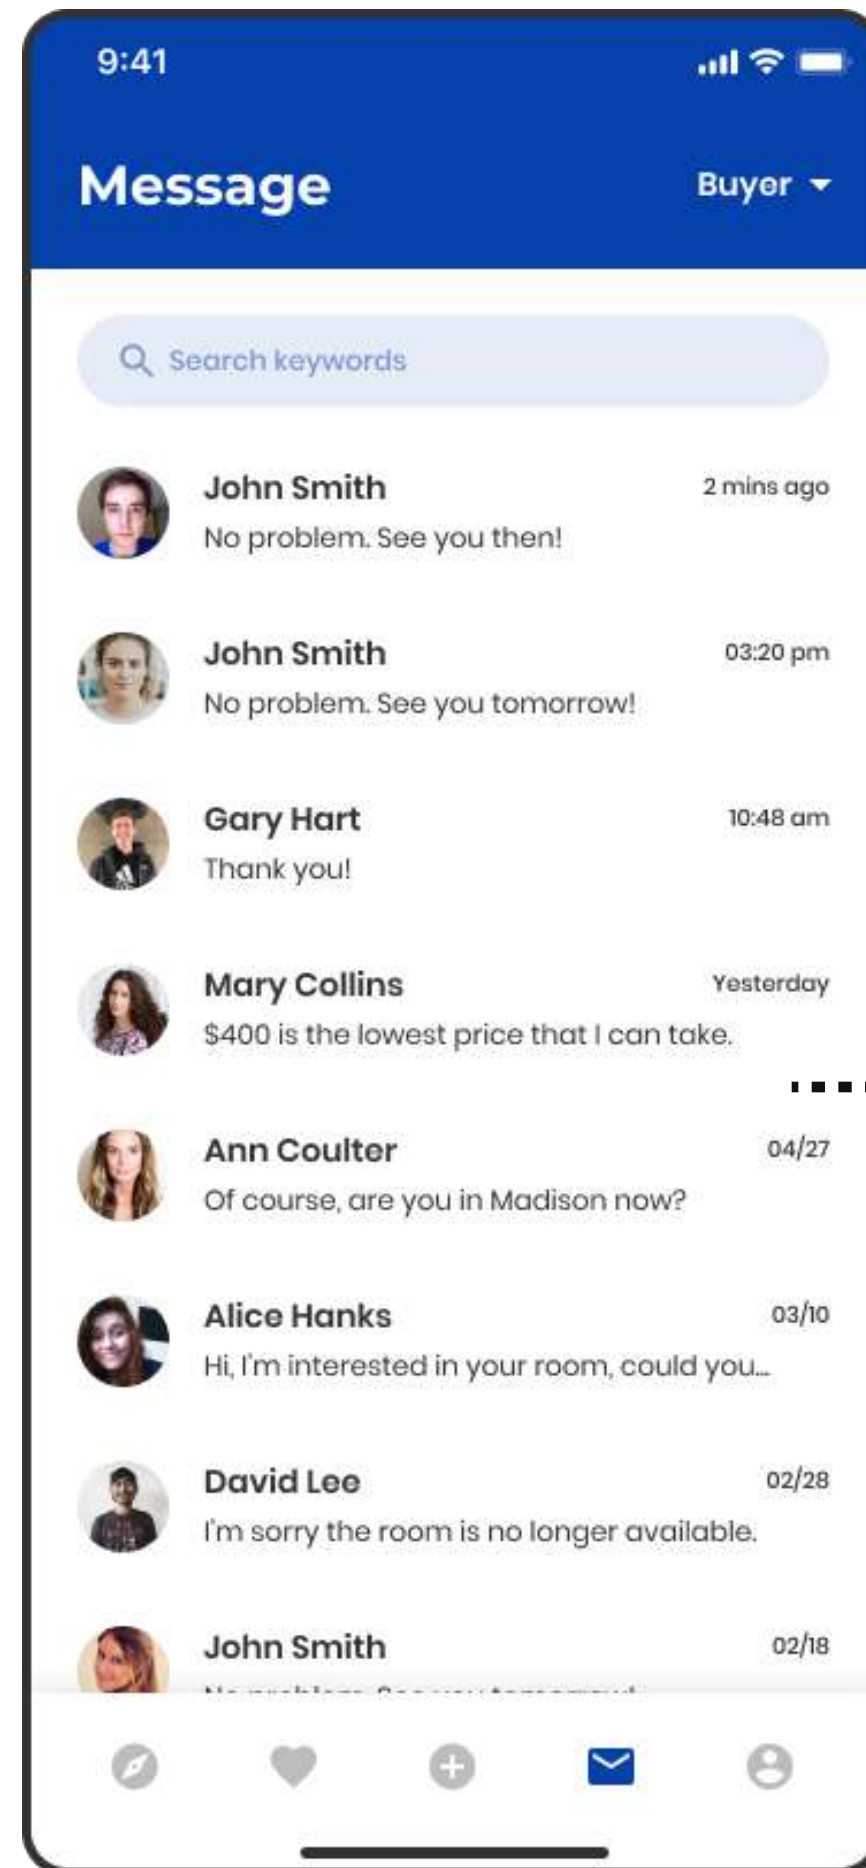 9:41
Message
Buyer
Search keywords
John Smith
2 mins ago
No problem. See you then!
John Smith
03:20 pm
No problem. See you tomorrow!
Gary Hart
10:48 am
Thank you!
Mary Collins
Yesterday
$400 is the lowest price that I can take.
Ann Coulter
04/27
Of course, are you in Madison now?
Alice Hanks
03/10
Hi, I'm interested in your room, could you...
David Lee
02/28
I'm sorry the room is no longer available.
John Smith
02/18